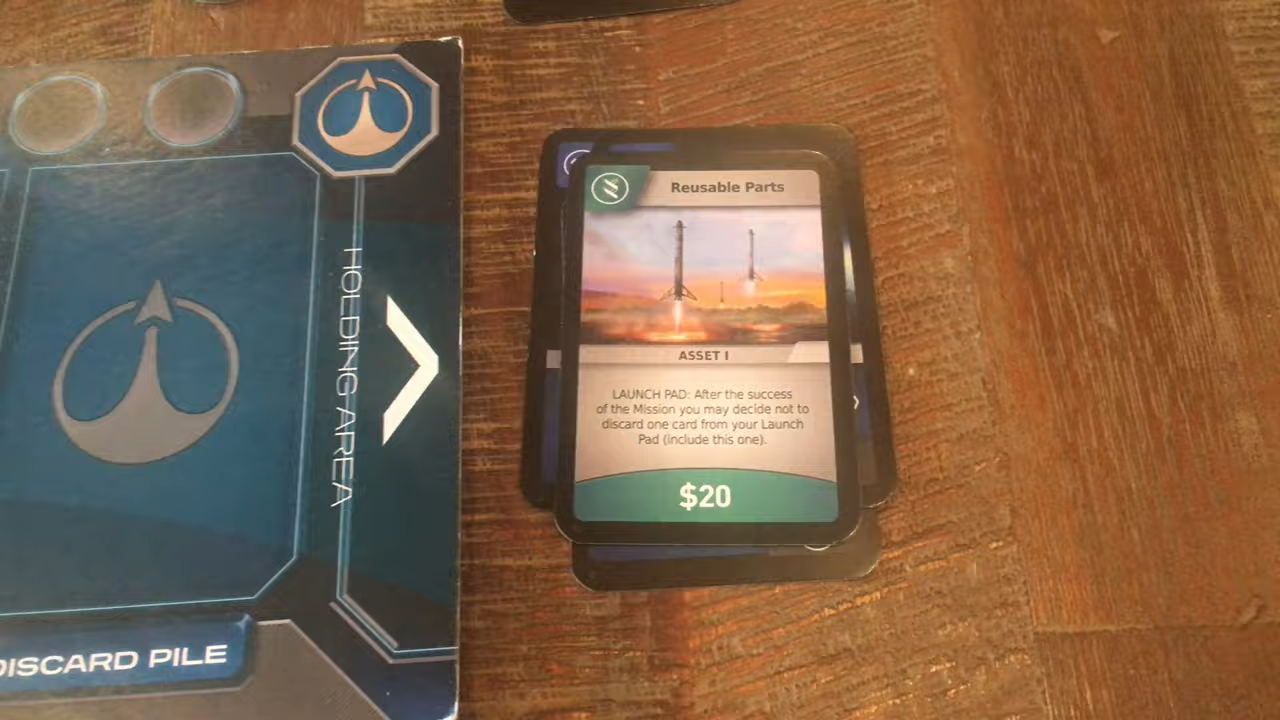 HOLDING AREA
DISCARD PILE
Reusable Parts
ASSET I
LAUNCH PAD: After the success
of the Mission you may decide not to
discard one card from your Launch
Pad (include this one).
$20